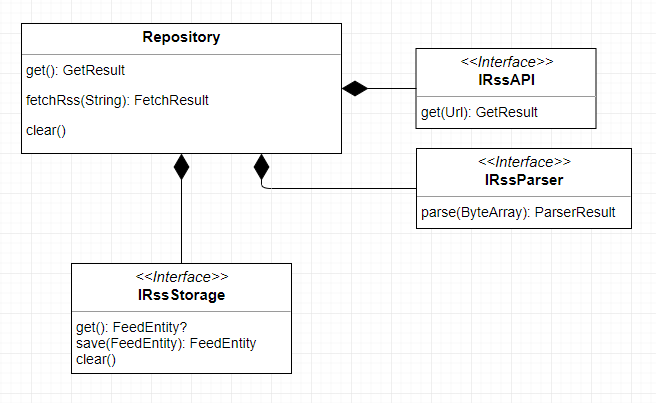 Repository
get(): GetResult
fetchRss(String): FetchResult
clear()
<<Interface>>
IRssAPI
get(Url): GetResult
<<Interface>>
IRssParser
parse(ByteArray): ParserResult
<<Interface>>
IRssStorage
get(): FeedEntity?
save(FeedEntity): FeedEntity
clear()